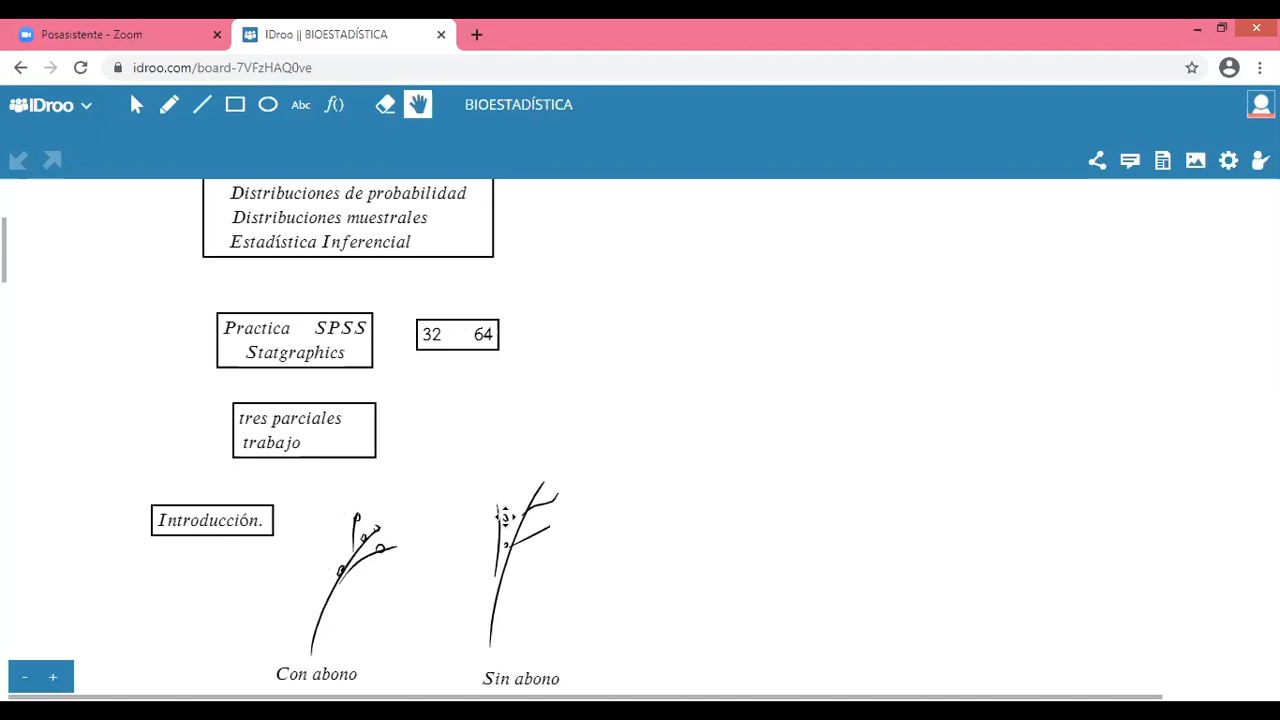 Posasistente - Zoom
IDroo || BIOESTADÍSTICA
idroo.com/board-7VFzHAQ0ve
IDroo
Abc
f()
BIOESTADÍSTICA
Distribuciones de probabilidad
Distribuciones muestrales
Estadística Inferencial
Practica SPSS
Statgraphics
32 64
tres parciales
trabajo
Introducción.
Con abono
Sin abono
- +